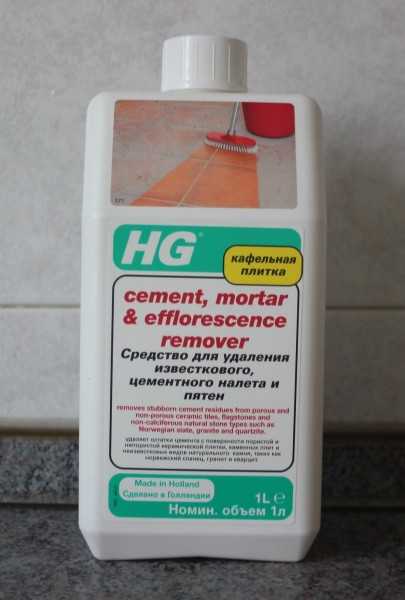 HG®
кафельная
плитка
cement, mortar
& efflorescence
remover
Средство для удаления
известкового,
цементного налета и
пятен
removes stubborn cement residues from porous and
non-porous ceramic tiles, flagstones and
non-calciferous natural stone types such as
Norwegian slate, granite and quartzite.
удаляет остатки цемента с поверхности пористой и
непористой керамической плитки, каменных плит и
неизвестковых видов натурального камня, таких как
норвежский сланец, гранит и кварцит.
Made in Holland
Сделано в Голландии
1L ℮
Номин. объем 1л